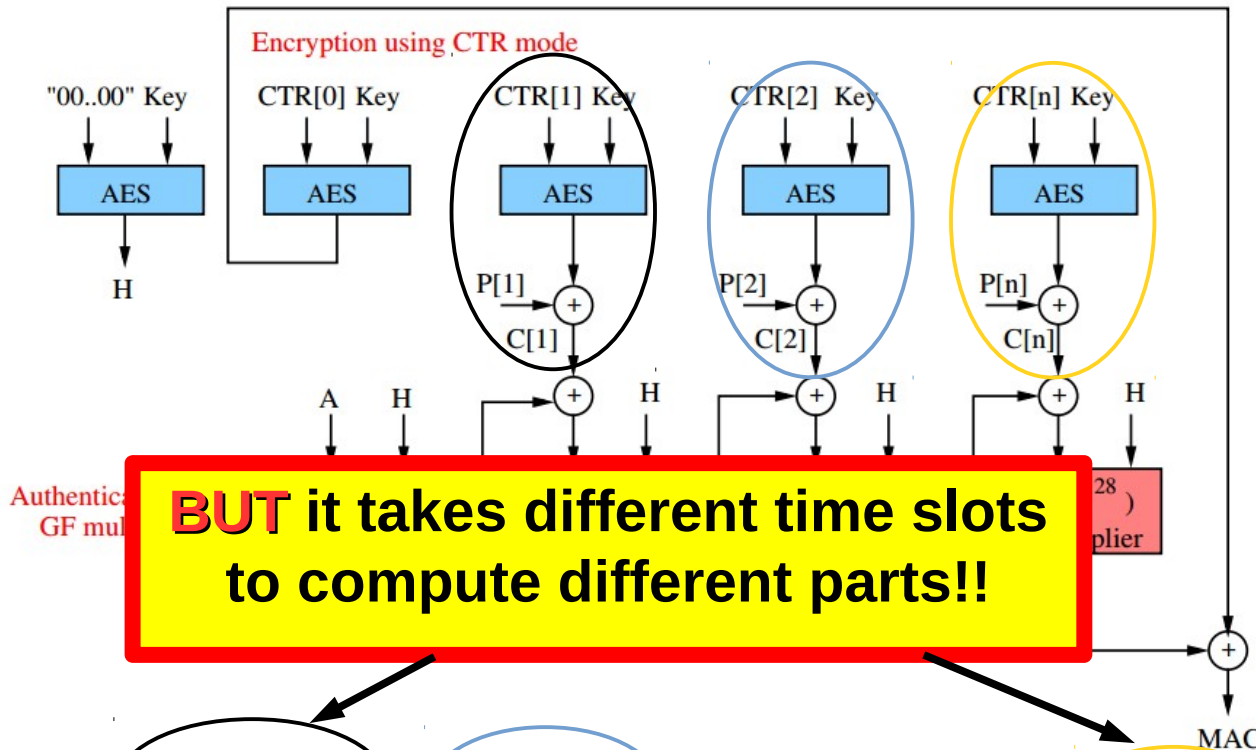 Encryption using CTR mode
"00..00" Key CTR[0] Key CTR[1] Key CTR[2] Key CTR[n] Key
AES AES AES AES AES
H
P[1] + P[2] + P[n] +
C[1] C[2] C[n]
A H + H + H + H
BUT it takes different time slots
to compute different parts!!
28 )
+
MAC